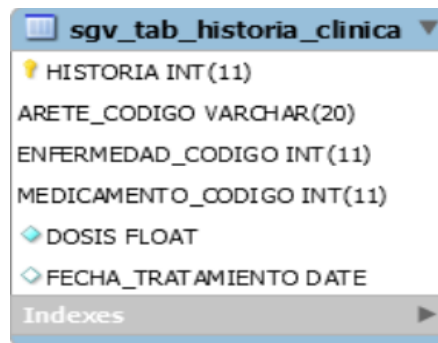 sgv_tab_historia_clinica
HISTORIA INT(11)
ARETE_CODIGO VARCHAR(20)
ENFERMEDAD_CODIGO INT(11)
MEDICAMENTO_CODIGO INT(11)
DOSIS FLOAT
FECHA_TRATAMIENTO DATE
Indexes